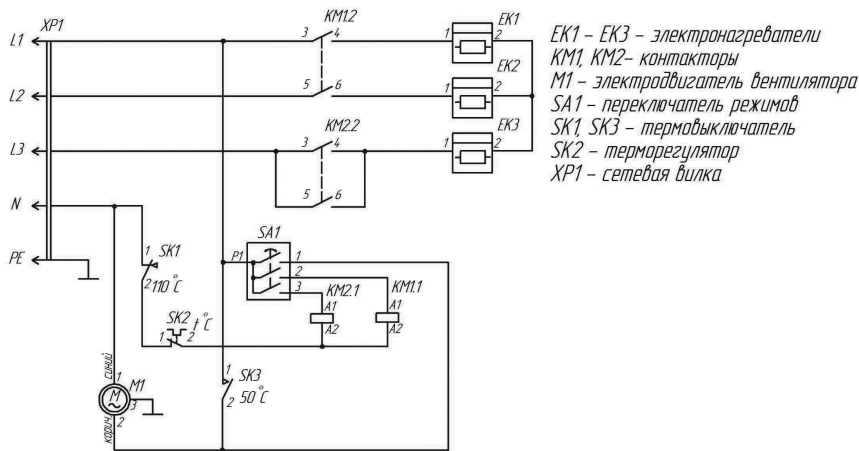 XP1
L1
L2
L3
N
PE
KM1.2
3 4
5 6
KM2.2
3 4
5 6
1 EK1 2
1 EK2 2
1 EK3 2
1 SK1
2 110°C
SK2 t°C
1 2
SA1
P1
1
2
3
KM2.1
A1
A2
KM1.1
A1
A2
1 SK3
2 50°C
синий
1
M M1
3
2
корич.
EK1 – EK3 – электронагреватели
KM1, KM2– контакторы
M1 – электродвигатель вентилятора
SA1 – переключатель режимов
SK1, SK3 – термовыключатель
SK2 – терморегулятор
XP1 – сетевая вилка